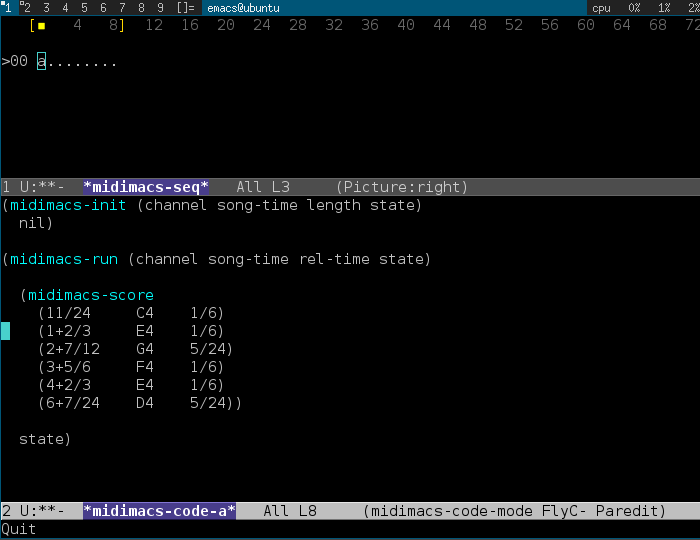 1 2 3 4 5 6 7 8 9 []= emacs@ubuntu cpu 0% 1% 2%
[■ 4 8] 12 16 20 24 28 32 36 40 44 48 52 56 60 64 68 72
>00 a........
1 U:**- *midimacs-seq* All L3 (Picture:right)
(midimacs-init (channel song-time length state)
nil)
(midimacs-run (channel song-time rel-time state)
(midimacs-score
(11/24 C4 1/6)
(1+2/3 E4 1/6)
(2+7/12 G4 5/24)
(3+5/6 F4 1/6)
(4+2/3 E4 1/6)
(6+7/24 D4 5/24))
state)
2 U:**- *midimacs-code-a* All L8 (midimacs-code-mode FlyC- Paredit)
Quit